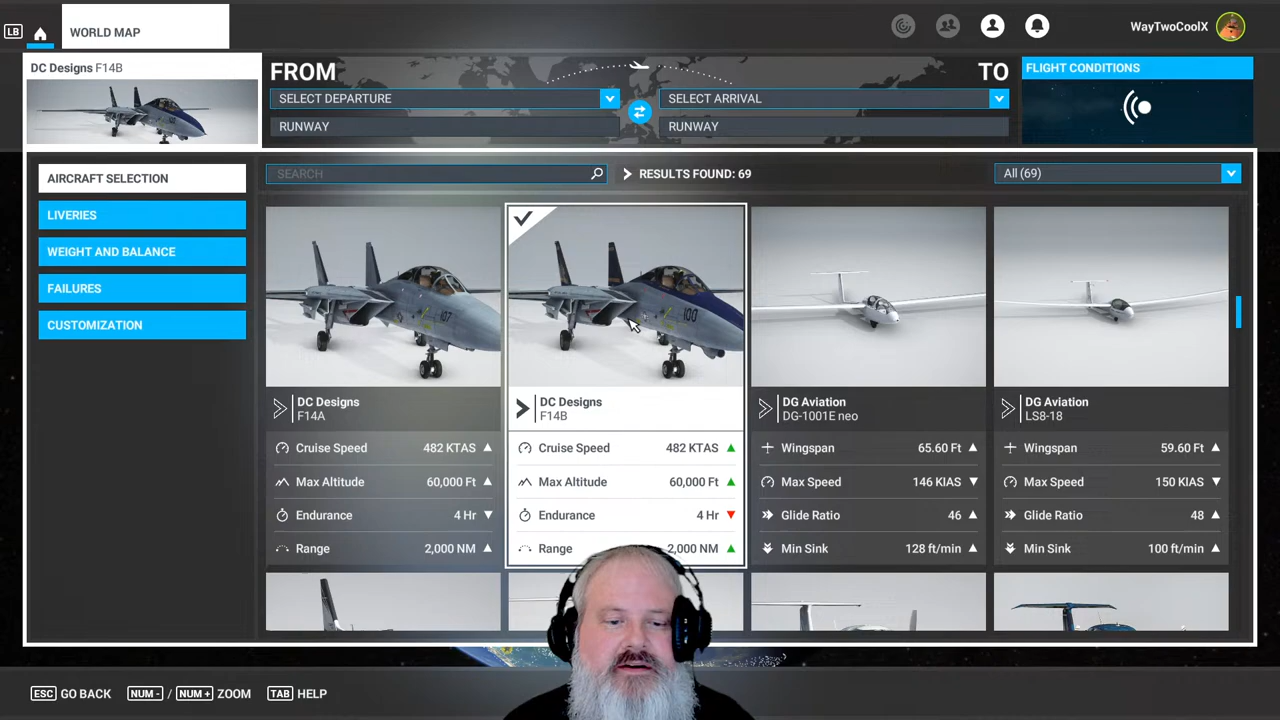 LB
WORLD MAP
WayTwoCoolX
DC Designs F14B
FROM
TO
SELECT DEPARTURE
SELECT ARRIVAL
RUNWAY
RUNWAY
FLIGHT CONDITIONS
AIRCRAFT SELECTION
LIVERIES
WEIGHT AND BALANCE
FAILURES
CUSTOMIZATION
SEARCH
RESULTS FOUND: 69
All (69)
107
DC Designs
F14A
Cruise Speed 482 KTAS
Max Altitude 60,000 Ft
Endurance 4 Hr
Range 2,000 NM
100
DC Designs
F14B
Cruise Speed 482 KTAS
Max Altitude 60,000 Ft
Endurance 4 Hr
Range 2,000 NM
DG Aviation
DG-1001E neo
Wingspan 65.60 Ft
Max Speed 146 KIAS
Glide Ratio 46
Min Sink 128 ft/min
DG Aviation
LS8-18
Wingspan 59.60 Ft
Max Speed 150 KIAS
Glide Ratio 48
Min Sink 100 ft/min
ESC GO BACK NUM - / NUM + ZOOM TAB HELP